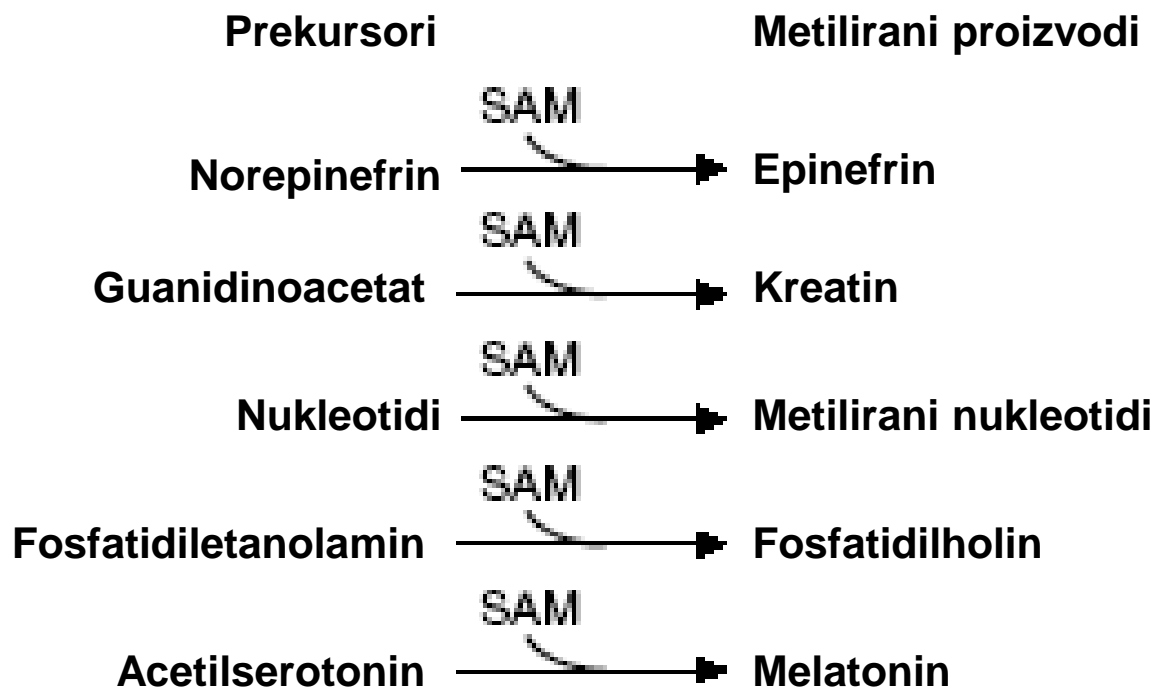 Prekursori Metilirani proizvodi
SAM
Norepinefrin Epinefrin
SAM
Guanidinoacetat Kreatin
SAM
Nukleotidi Metilirani nukleotidi
SAM
Fosfatidiletanolamin Fosfatidilholin
SAM
Acetilserotonin Melatonin